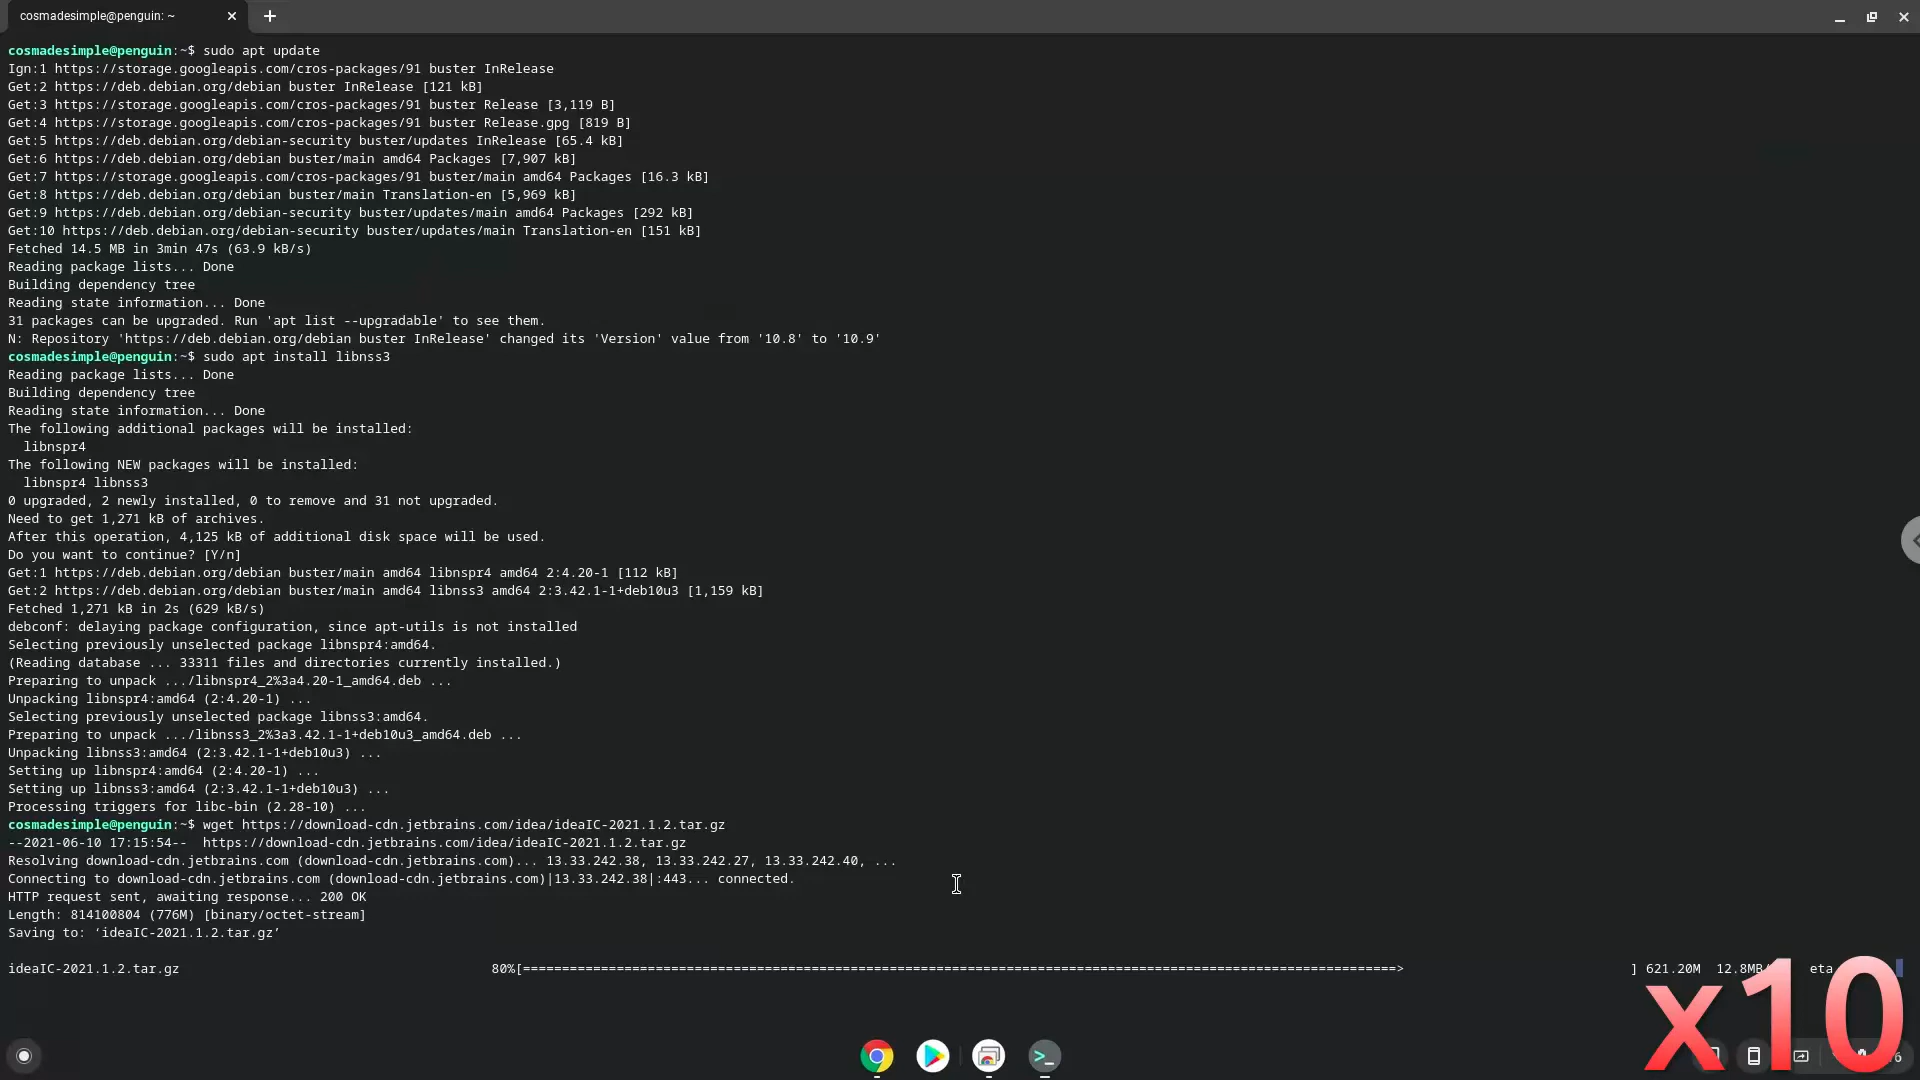 cosmadesimple@penguin: ~
cosmadesimple@penguin:~$ sudo apt update
Ign:1 https://storage.googleapis.com/cros-packages/91 buster InRelease
Get:2 https://deb.debian.org/debian buster InRelease [121 kB]
Get:3 https://storage.googleapis.com/cros-packages/91 buster Release [3,119 B]
Get:4 https://storage.googleapis.com/cros-packages/91 buster Release.gpg [819 B]
Get:5 https://deb.debian.org/debian-security buster/updates InRelease [65.4 kB]
Get:6 https://deb.debian.org/debian buster/main amd64 Packages [7,907 kB]
Get:7 https://storage.googleapis.com/cros-packages/91 buster/main amd64 Packages [16.3 kB]
Get:8 https://deb.debian.org/debian buster/main Translation-en [5,969 kB]
Get:9 https://deb.debian.org/debian-security buster/updates/main amd64 Packages [292 kB]
Get:10 https://deb.debian.org/debian-security buster/updates/main Translation-en [151 kB]
Fetched 14.5 MB in 3min 47s (63.9 kB/s)
Reading package lists... Done
Building dependency tree
Reading state information... Done
31 packages can be upgraded. Run 'apt list --upgradable' to see them.
N: Repository 'https://deb.debian.org/debian buster InRelease' changed its 'Version' value from '10.8' to '10.9'
cosmadesimple@penguin:~$ sudo apt install libnss3
Reading package lists... Done
Building dependency tree
Reading state information... Done
The following additional packages will be installed:
  libnspr4
The following NEW packages will be installed:
  libnspr4 libnss3
0 upgraded, 2 newly installed, 0 to remove and 31 not upgraded.
Need to get 1,271 kB of archives.
After this operation, 4,125 kB of additional disk space will be used.
Do you want to continue? [Y/n]
Get:1 https://deb.debian.org/debian buster/main amd64 libnspr4 amd64 2:4.20-1 [112 kB]
Get:2 https://deb.debian.org/debian buster/main amd64 libnss3 amd64 2:3.42.1-1+deb10u3 [1,159 kB]
Fetched 1,271 kB in 2s (629 kB/s)
debconf: delaying package configuration, since apt-utils is not installed
Selecting previously unselected package libnspr4:amd64.
(Reading database ... 33311 files and directories currently installed.)
Preparing to unpack .../libnspr4_2%3a4.20-1_amd64.deb ...
Unpacking libnspr4:amd64 (2:4.20-1) ...
Selecting previously unselected package libnss3:amd64.
Preparing to unpack .../libnss3_2%3a3.42.1-1+deb10u3_amd64.deb ...
Unpacking libnss3:amd64 (2:3.42.1-1+deb10u3) ...
Setting up libnspr4:amd64 (2:4.20-1) ...
Setting up libnss3:amd64 (2:3.42.1-1+deb10u3) ...
Processing triggers for libc-bin (2.28-10) ...
cosmadesimple@penguin:~$ wget https://download-cdn.jetbrains.com/idea/ideaIC-2021.1.2.tar.gz
--2021-06-10 17:15:54--  https://download-cdn.jetbrains.com/idea/ideaIC-2021.1.2.tar.gz
Resolving download-cdn.jetbrains.com (download-cdn.jetbrains.com)... 13.33.242.38, 13.33.242.27, 13.33.242.40, ...
Connecting to download-cdn.jetbrains.com (download-cdn.jetbrains.com)|13.33.242.38|:443... connected.
HTTP request sent, awaiting response... 200 OK
Length: 814100804 (776M) [binary/octet-stream]
Saving to: ‘ideaIC-2021.1.2.tar.gz’
ideaIC-2021.1.2.tar.gz 80%[================================================================================================================>                             ] 621.20M 12.8MB/ eta
x10